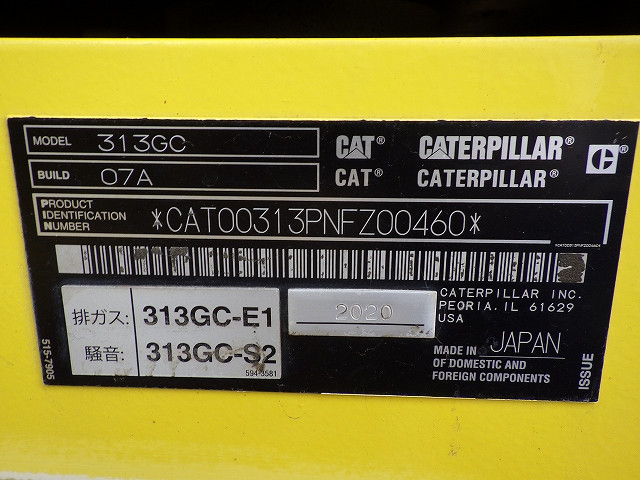 MODEL 313GC
CAT® CATERPILLAR®
BUILD 07A
CAT® CATERPILLAR®
PRODUCT
IDENTIFICATION
NUMBER
*CAT00313PNFZ00460*
*CAT00313PNFZ00460*
排ガス: 313GC-E1
騒音: 313GC-S2
594-3581
2020
CATERPILLAR INC.
PEORIA, IL 61629
USA
MADE IN JAPAN
OF DOMESTIC AND
FOREIGN COMPONENTS
515-7905
ISSUE